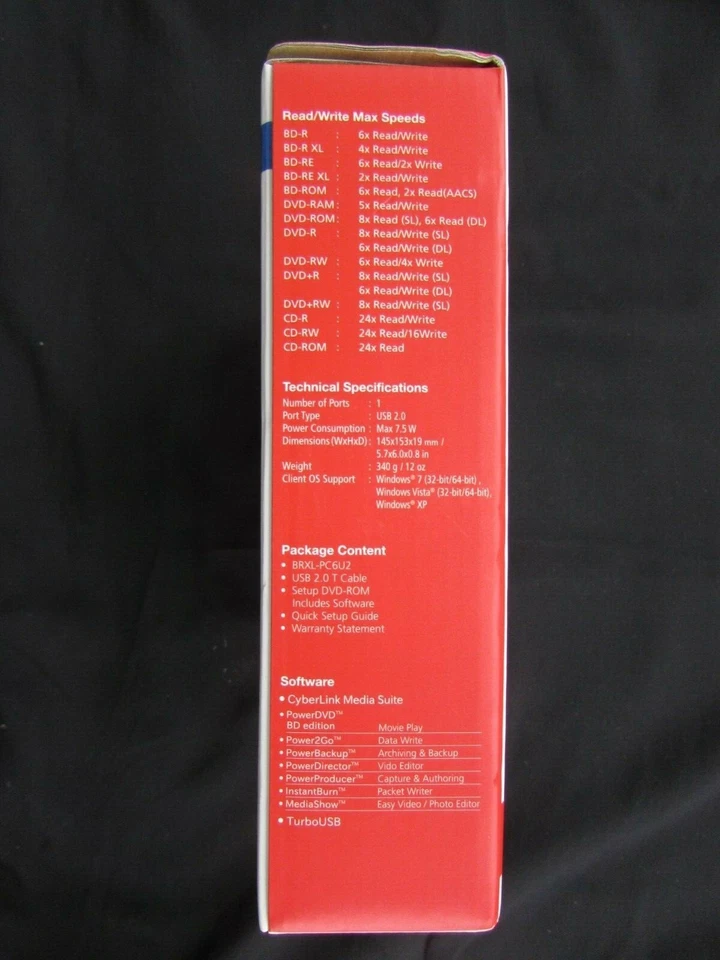 Read/Write Max Speeds
BD-R : 6x Read/Write
BD-R XL : 4x Read/Write
BD-RE : 6x Read/2x Write
BD-RE XL : 2x Read/Write
BD-ROM : 6x Read, 2x Read(AACS)
DVD-RAM : 5x Read/Write
DVD-ROM : 8x Read (SL), 6x Read (DL)
DVD-R : 8x Read/Write (SL)
6x Read/Write (DL)
DVD-RW : 6x Read/4x Write
DVD+R : 8x Read/Write (SL)
6x Read/Write (DL)
DVD+RW : 8x Read/Write (SL)
CD-R : 24x Read/Write
CD-RW : 24x Read/16Write
CD-ROM : 24x Read
Technical Specifications
Number of Ports : 1
Port Type : USB 2.0
Power Consumption : Max 7.5 W
Dimensions (WxHxD) : 145x153x19 mm /
5.7x6.0x0.8 in
Weight : 340 g / 12 oz
Client OS Support : Windows® 7 (32-bit/64-bit) ,
Windows Vista® (32-bit/64-bit),
Windows® XP
Package Content
• BRXL-PC6U2
• USB 2.0 T Cable
• Setup DVD-ROM
Includes Software
• Quick Setup Guide
• Warranty Statement
Software
• CyberLink Media Suite
• PowerDVD™
BD edition Movie Play
• Power2Go™ Data Write
• PowerBackup™ Archiving & Backup
• PowerDirector™ Vido Editor
• PowerProducer™ Capture & Authoring
• InstantBurn™ Packet Writer
• MediaShow™ Easy Video / Photo Editor
• TurboUSB